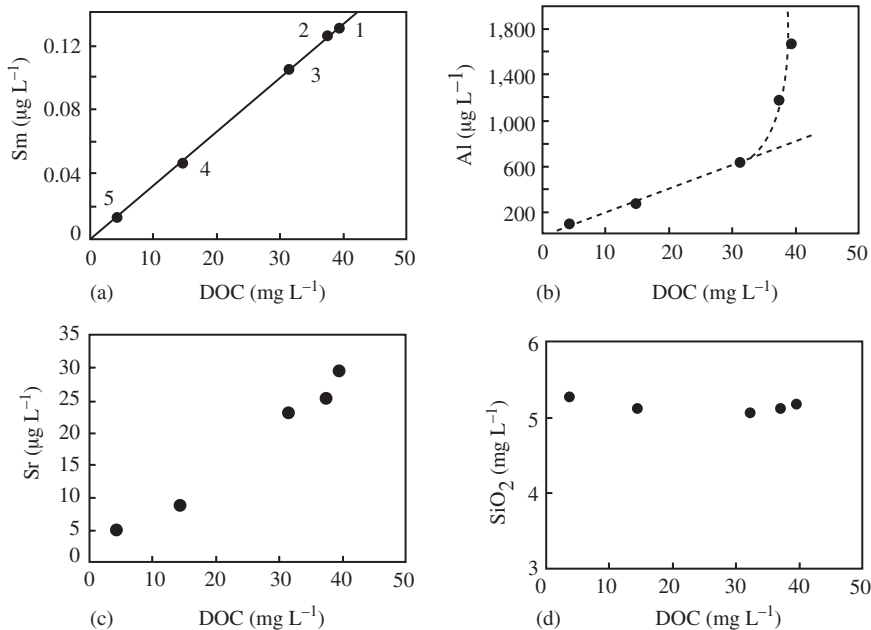 0.12
0.08
0.04
0
Sm (µg L⁻¹)
2
1
3
4
5
0 10 20 30 40 50
(a)
DOC (mg L⁻¹)
1,800
1,400
1,000
600
200
Al (µg L⁻¹)
0 10 20 30 40 50
(b)
DOC (mg L⁻¹)
35
30
25
20
15
10
5
0
Sr (µg L⁻¹)
0 10 20 30 40 50
(c)
DOC (mg L⁻¹)
6
5
4
3
SiO₂ (mg L⁻¹)
0 10 20 30 40 50
(d)
DOC (mg L⁻¹)